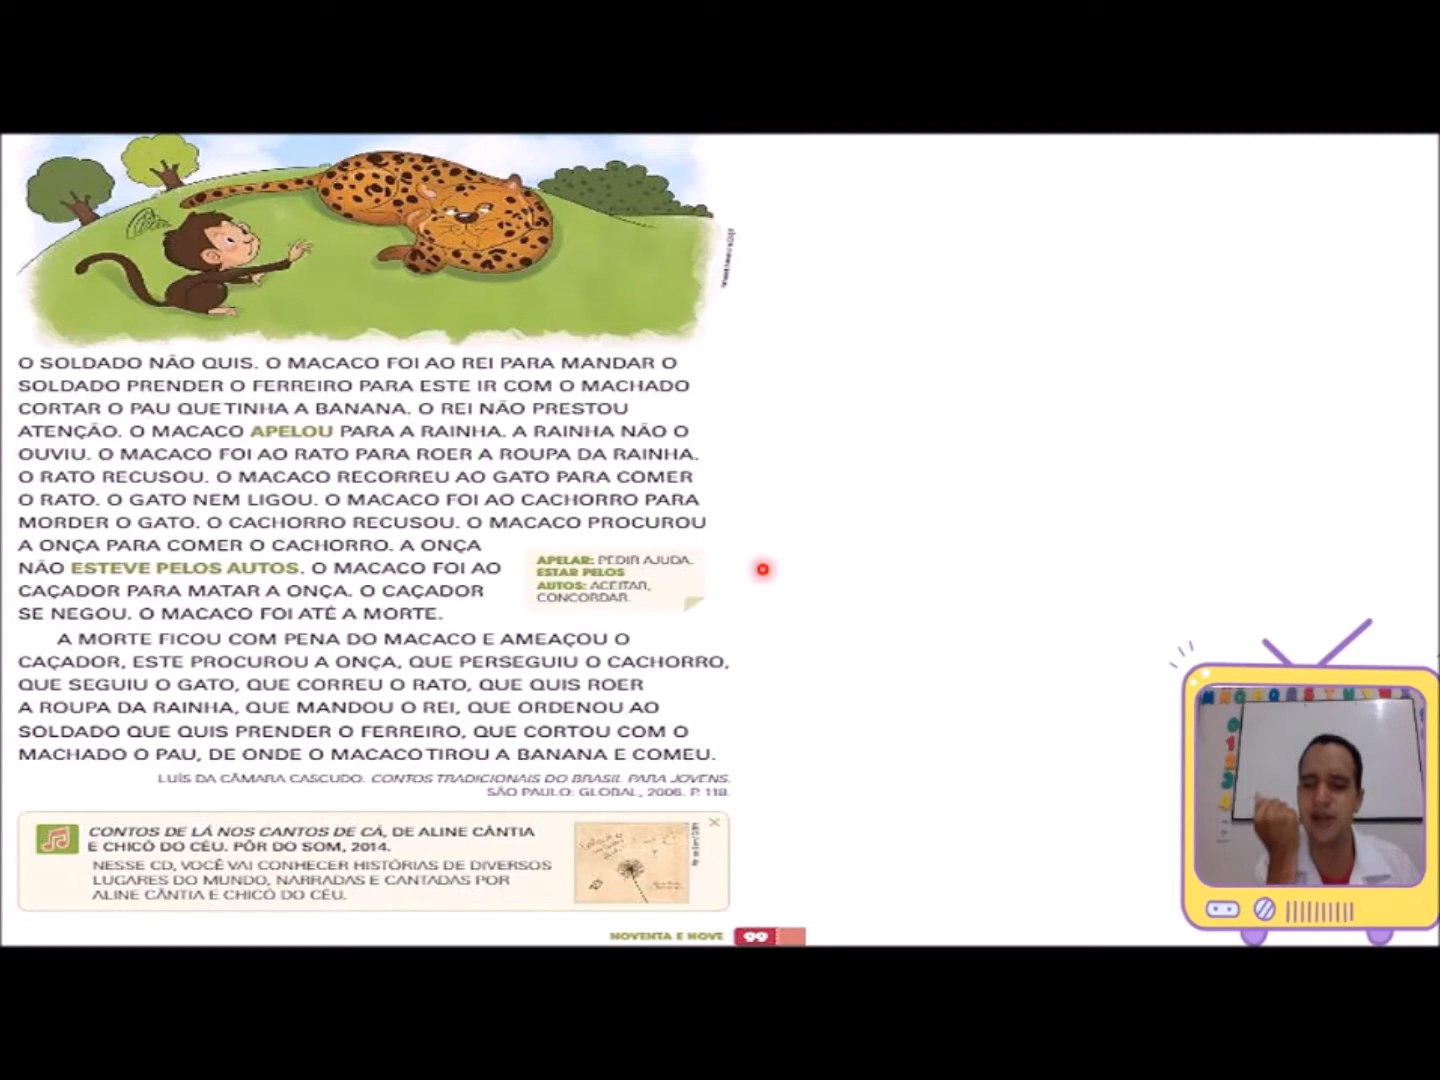 O SOLDADO NÃO QUIS. O MACACO FOI AO REI PARA MANDAR O
SOLDADO PRENDER O FERREIRO PARA ESTE IR COM O MACHADO
CORTAR O PAU QUE TINHA A BANANA. O REI NÃO PRESTOU
ATENÇÃO. O MACACO APELOU PARA A RAINHA. A RAINHA NÃO O
OUVIU. O MACACO FOI AO RATO PARA ROER A ROUPA DA RAINHA.
O RATO RECUSOU. O MACACO RECORREU AO GATO PARA COMER
O RATO. O GATO NEM LIGOU. O MACACO FOI AO CACHORRO PARA
MORDER O GATO. O CACHORRO RECUSOU. O MACACO PROCUROU
A ONÇA PARA COMER O CACHORRO. A ONÇA
NÃO ESTEVE PELOS AUTOS. O MACACO FOI AO
CAÇADOR PARA MATAR A ONÇA. O CAÇADOR
SE NEGOU. O MACACO FOI ATÉ A MORTE.
APELAR: PEDIR AJUDA.
ESTAR PELOS
AUTOS: ACEITAR,
CONCORDAR.
A MORTE FICOU COM PENA DO MACACO E AMEAÇOU O
CAÇADOR, ESTE PROCUROU A ONÇA, QUE PERSEGUIU O CACHORRO,
QUE SEGUIU O GATO, QUE CORREU O RATO, QUE QUIS ROER
A ROUPA DA RAINHA, QUE MANDOU O REI, QUE ORDENOU AO
SOLDADO QUE QUIS PRENDER O FERREIRO, QUE CORTOU COM O
MACHADO O PAU, DE ONDE O MACACO TIROU A BANANA E COMEU.
LUÍS DA CÂMARA CASCUDO. CONTOS TRADICIONAIS DO BRASIL PARA JOVENS.
SÃO PAULO: GLOBAL, 2006. P. 118.
CONTOS DE LÁ NOS CANTOS DE CÁ, DE ALINE CÂNTIA
E CHICÓ DO CÉU. PÔR DO SOM, 2014.
NESSE CD, VOCÊ VAI CONHECER HISTÓRIAS DE DIVERSOS
LUGARES DO MUNDO, NARRADAS E CANTADAS POR
ALINE CÂNTIA E CHICÓ DO CÉU.
NOVENTA E NOVE 99